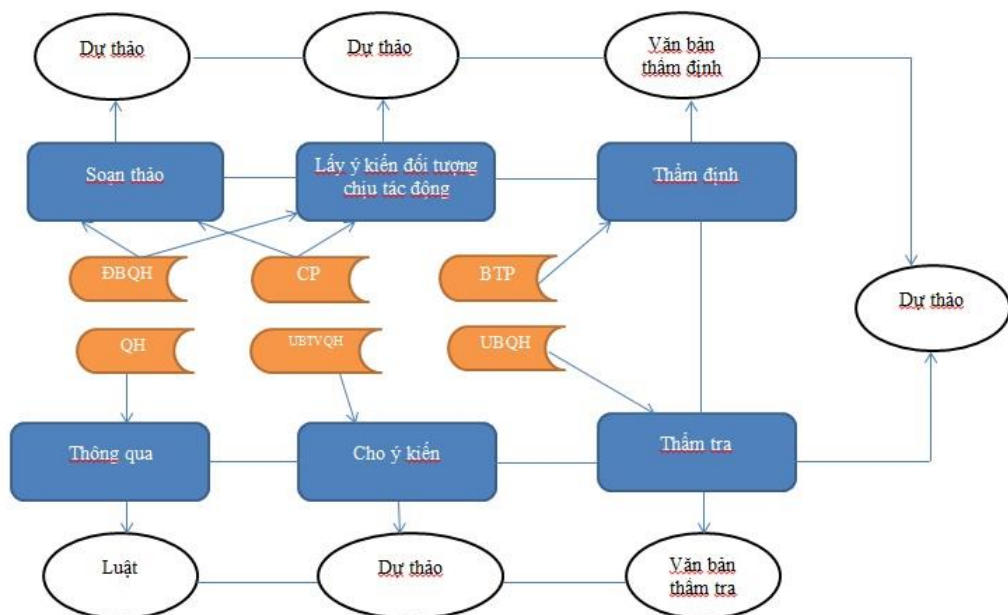 Dự thảo
Dự thảo
Văn bản
thẩm định
Soạn thảo
Lấy ý kiến đối tượng
chịu tác động
Thẩm định
ĐBQH
CP
BTP
Dự thảo
QH
UBTVQH
UBQH
Thông qua
Cho ý kiến
Thẩm tra
Luật
Dự thảo
Văn bản
thẩm tra